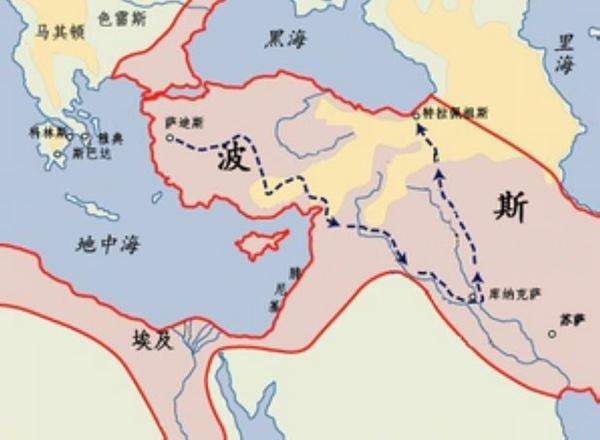 色雷斯
马其顿
黑海
里海
特拉佩祖斯
萨迪斯
科林斯
雅典
斯巴达
波
斯
地中海
腓尼基
库纳克萨
苏萨
埃及